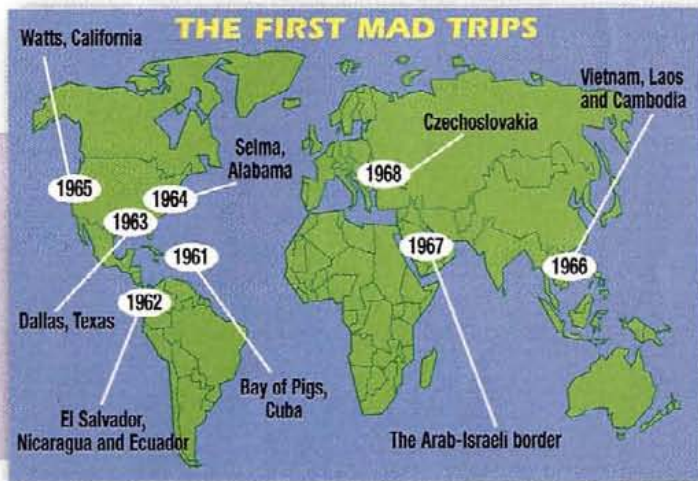 THE FIRST MAD TRIPS
Watts, California
Vietnam, Laos
and Cambodia
Czechoslovakia
Selma,
Alabama
1965
1964
1968
1963
1961
1967
1966
1962
Dallas, Texas
Bay of Pigs,
Cuba
El Salvador,
Nicaragua and Ecuador
The Arab-Israeli border